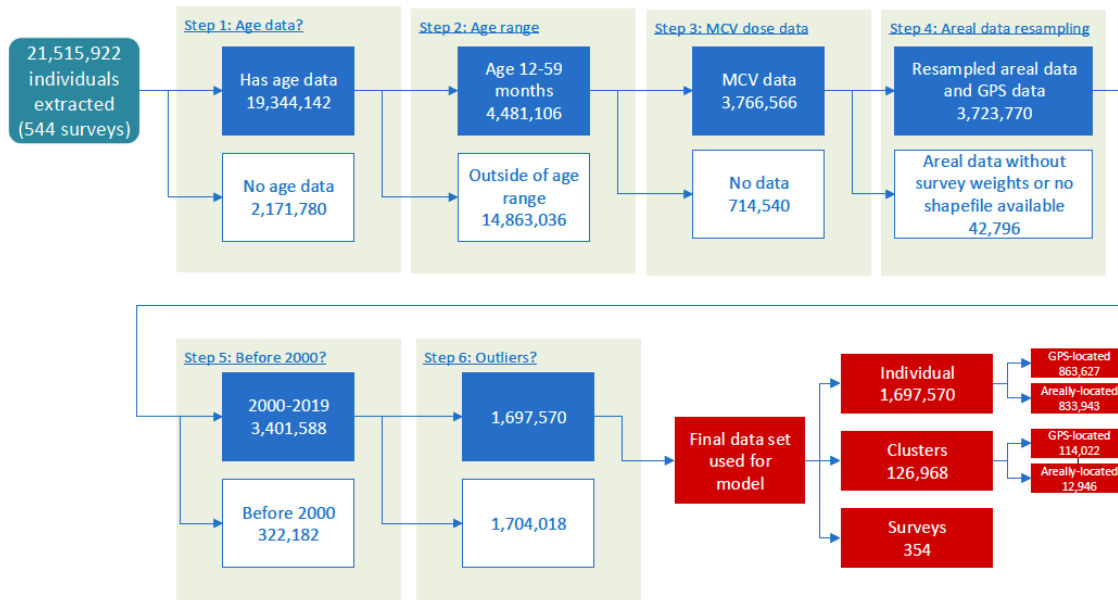 21,515,922
individuals
extracted
(544 surveys)
Step 1: Age data?
Has age data
19,344,142
No age data
2,171,780
Step 2: Age range
Age 12-59
months
4,481,106
Outside of age
range
14,863,036
Step 3: MCV dose data
MCV data
3,766,566
No data
714,540
Step 4: Areal data resampling
Resampled areal data
and GPS data
3,723,770
Areal data without
survey weights or no
shapefile available
42,796
Step 5: Before 2000?
2000-2019
3,401,588
Before 2000
322,182
Step 6: Outliers?
1,697,570
1,704,018
Final data set
used for
model
Individual
1,697,570
GPS-located
863,627
Areally-located
833,943
Clusters
126,968
GPS-located
114,022
Areally-located
12,946
Surveys
354